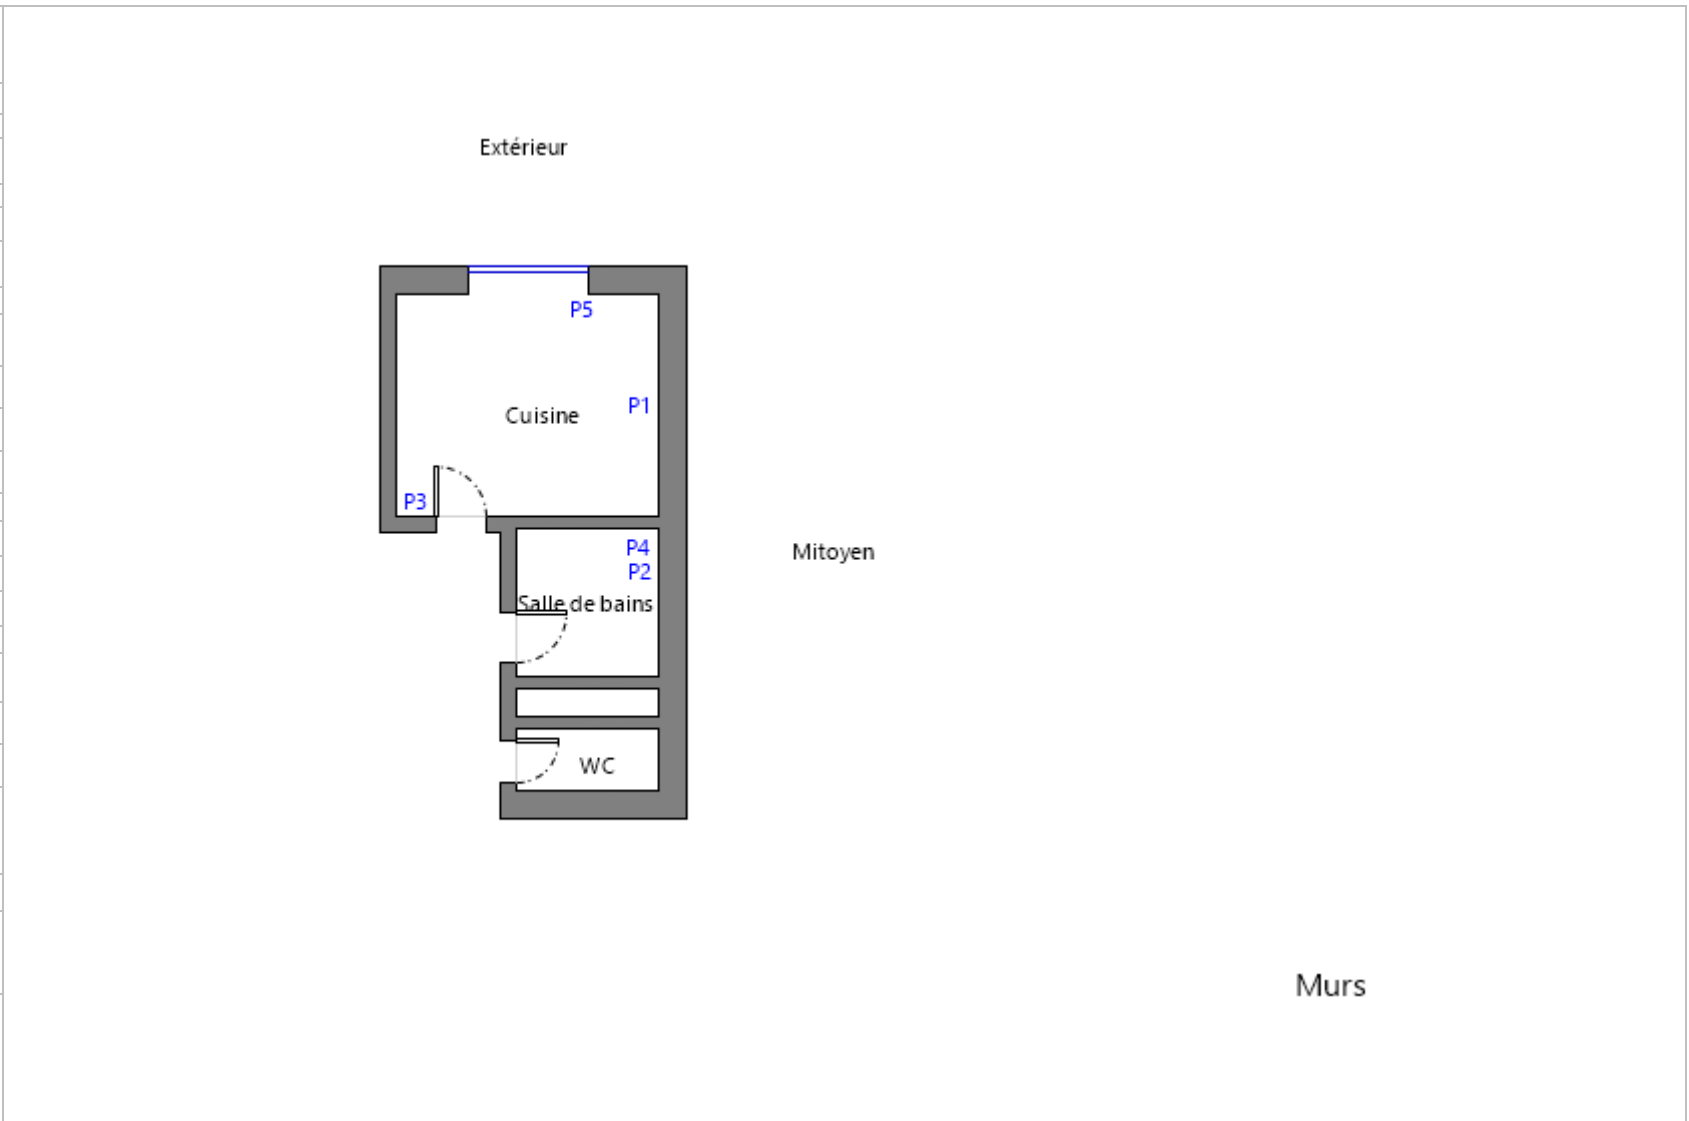 Extérieur
P5
P1
Cuisine
P3
P4
Mitoyen
P2
Salle de bains
WC
Murs